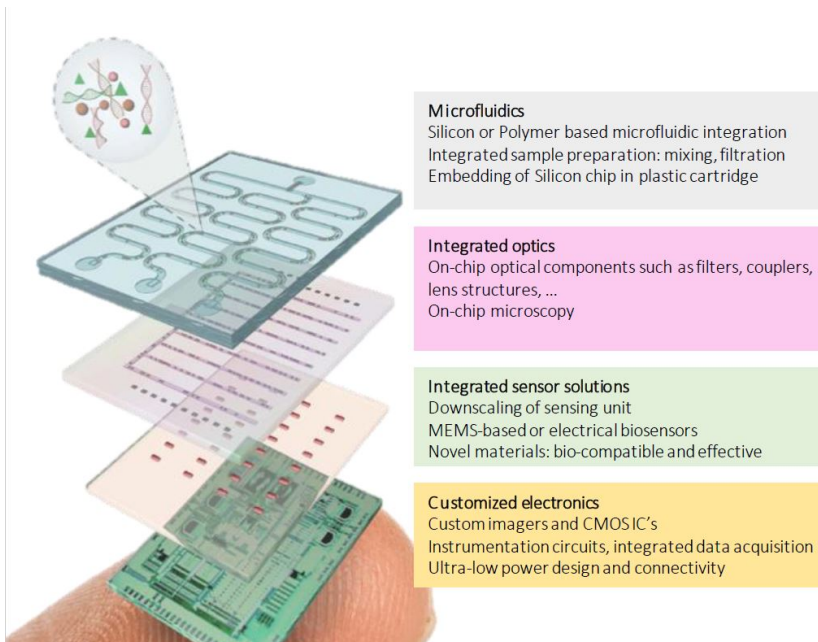 Microfluidics
Silicon or Polymer based microfluidic integration
Integrated sample preparation: mixing, filtration
Embedding of Silicon chip in plastic cartridge
Integrated optics
On-chip optical components such as filters, couplers,
lens structures, ...
On-chip microscopy
Integrated sensor solutions
Downscaling of sensing unit
MEMS-based or electrical biosensors
Novel materials: bio-compatible and effective
Customized electronics
Custom imagers and CMOS IC's
Instrumentation circuits, integrated data acquisition
Ultra-low power design and connectivity